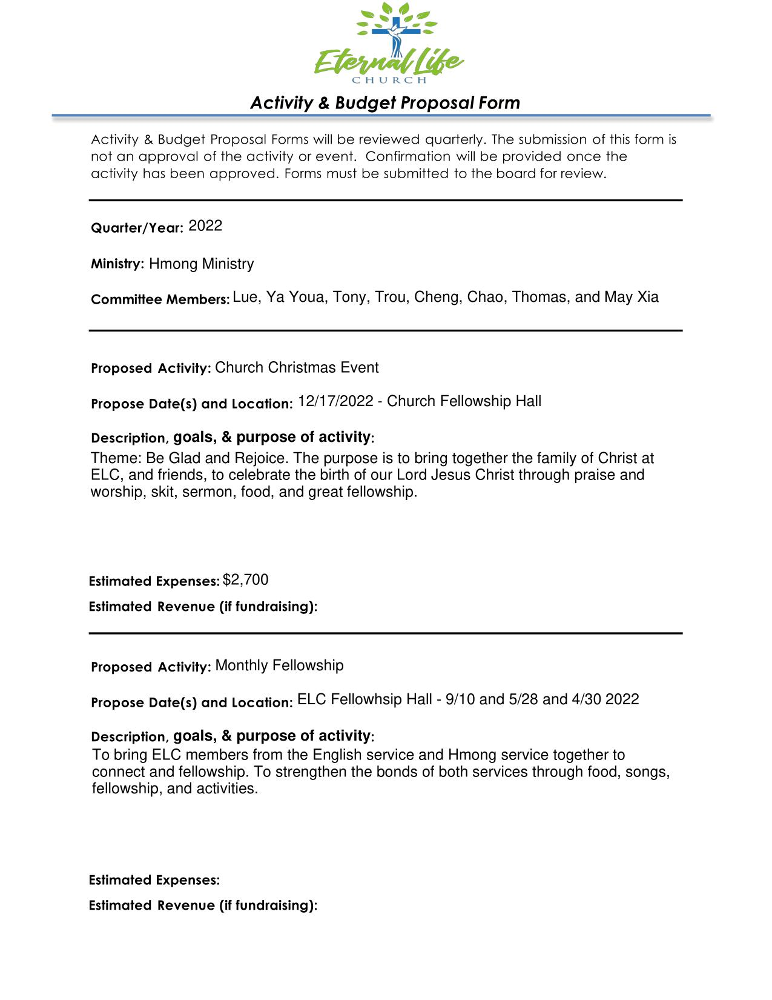 Eternal Life
CHURCH
Activity & Budget Proposal Form
Activity & Budget Proposal Forms will be reviewed quarterly. The submission of this form is
not an approval of the activity or event.  Confirmation will be provided once the
activity has been approved. Forms must be submitted to the board for review.
Quarter/Year: 2022
Ministry: Hmong Ministry
Committee Members: Lue, Ya Youa, Tony, Trou, Cheng, Chao, Thomas, and May Xia
Proposed Activity: Church Christmas Event
Propose Date(s) and Location: 12/17/2022 - Church Fellowship Hall
Description, goals, & purpose of activity:
Theme: Be Glad and Rejoice. The purpose is to bring together the family of Christ at
ELC, and friends, to celebrate the birth of our Lord Jesus Christ through praise and
worship, skit, sermon, food, and great fellowship.
Estimated Expenses: $2,700
Estimated Revenue (if fundraising):
Proposed Activity: Monthly Fellowship
Propose Date(s) and Location: ELC Fellowhsip Hall - 9/10 and 5/28 and 4/30 2022
Description, goals, & purpose of activity:
To bring ELC members from the English service and Hmong service together to
connect and fellowship. To strengthen the bonds of both services through food, songs,
fellowship, and activities.
Estimated Expenses:
Estimated Revenue (if fundraising):